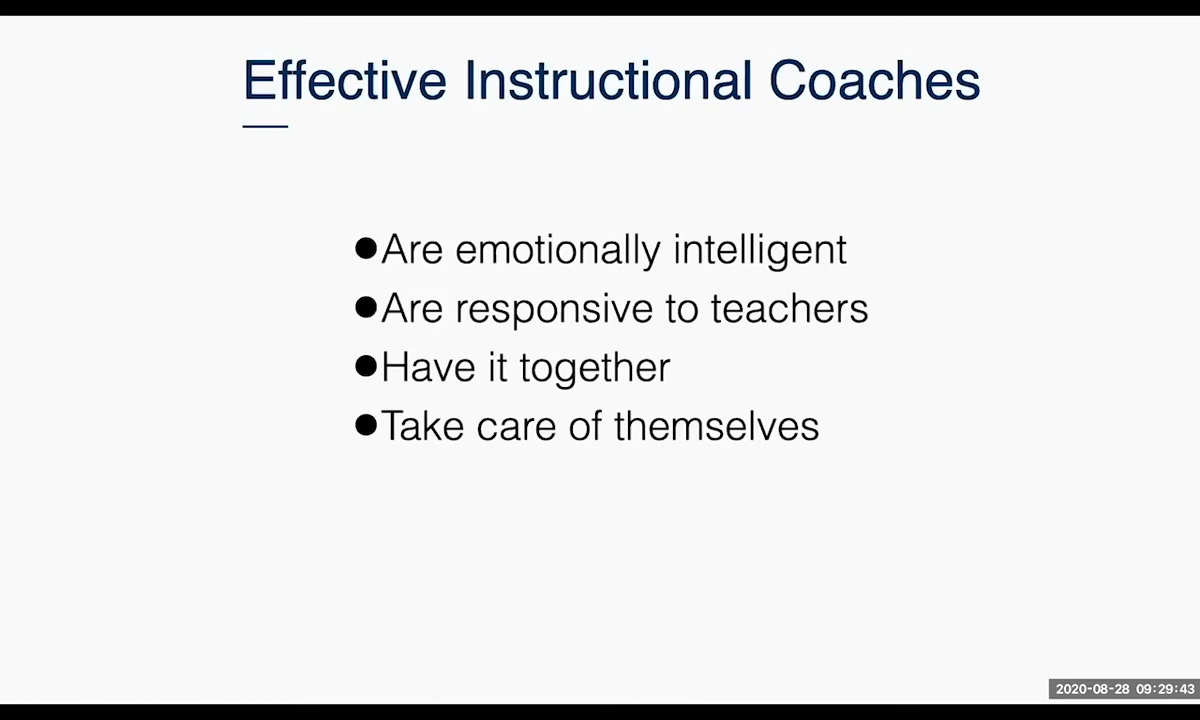 Effective Instructional Coaches
●Are emotionally intelligent
●Are responsive to teachers
●Have it together
●Take care of themselves
2020-08-28 09:29:43